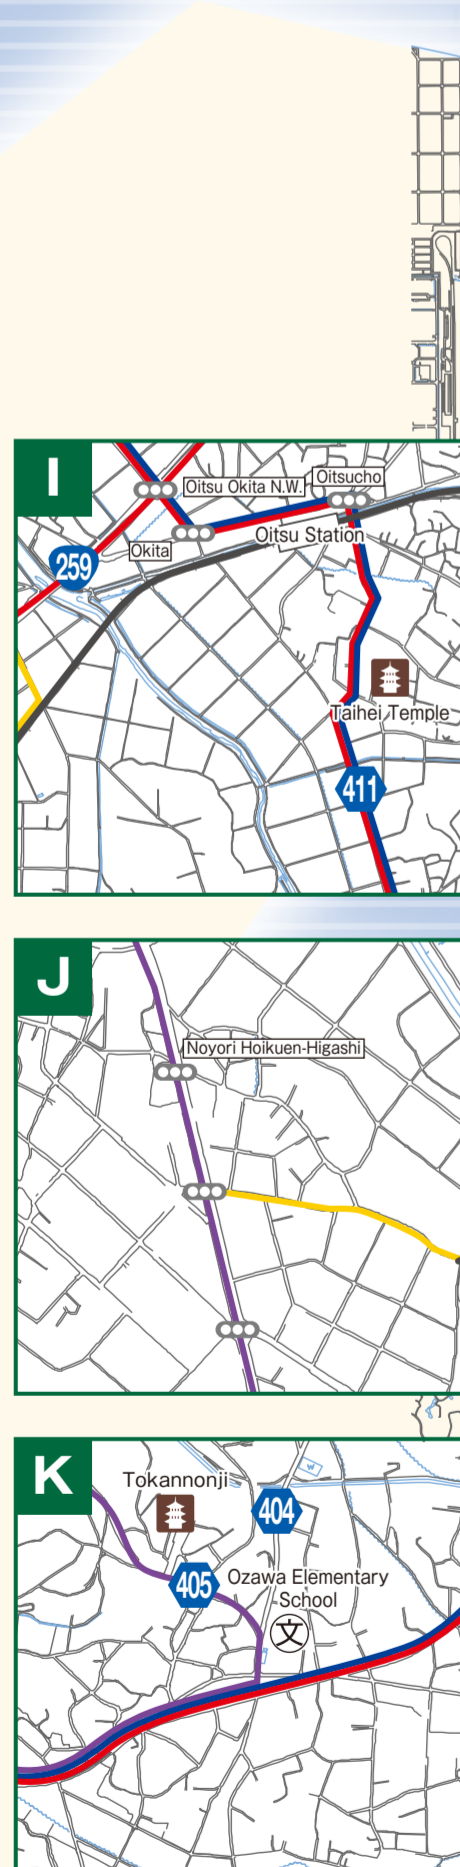 I
Oitsu Okita N.W.
Oitsucho
Okita
Oitsu Station
259
Taihei Temple
411
J
Noyori Hoikuen-Higashi
K
Tokannonji
404
405
Ozawa Elementary
School
文